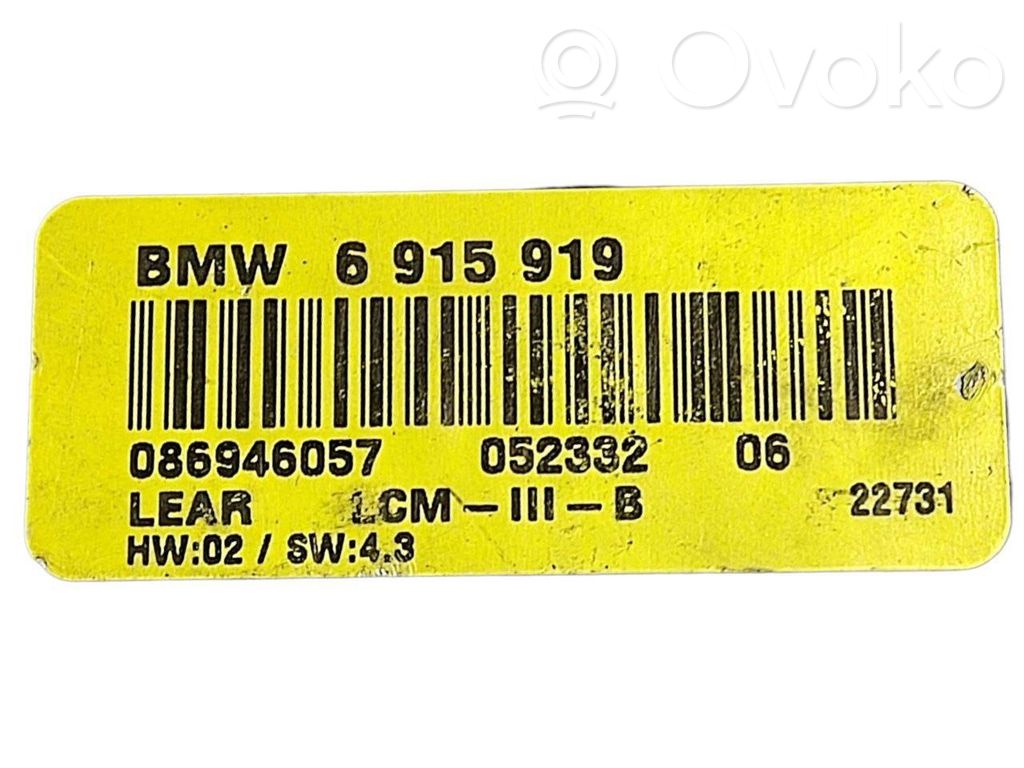 Ovoko
BMW 6 915 919
086946057 052332 06
LEAR LCM-III-B 22731
HW:02 / SW:4.3